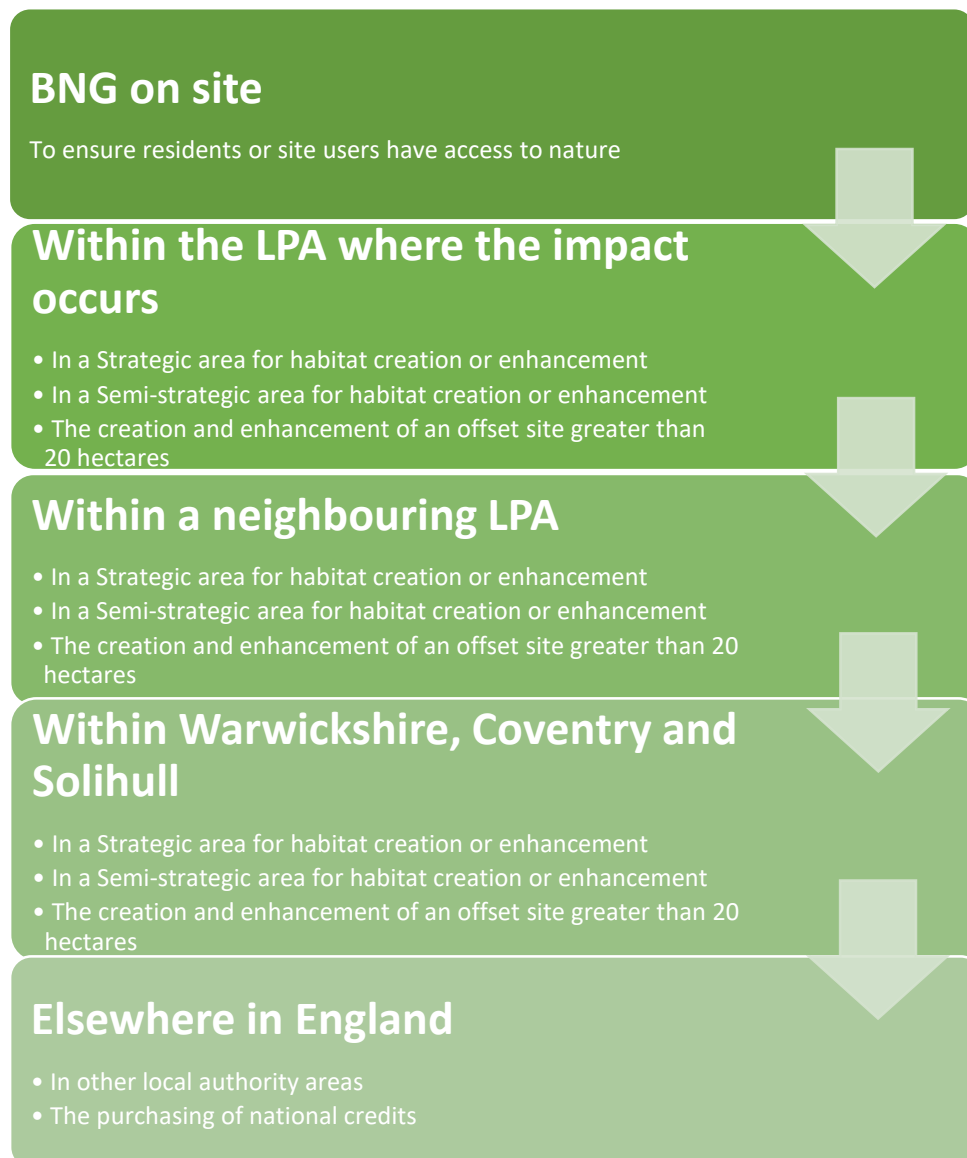 BNG on site
To ensure residents or site users have access to nature
Within the LPA where the impact
occurs
• In a Strategic area for habitat creation or enhancement
• In a Semi-strategic area for habitat creation or enhancement
• The creation and enhancement of an offset site greater than
20 hectares
Within a neighbouring LPA
• In a Strategic area for habitat creation or enhancement
• In a Semi-strategic area for habitat creation or enhancement
• The creation and enhancement of an offset site greater than 20
hectares
Within Warwickshire, Coventry and
Solihull
• In a Strategic area for habitat creation or enhancement
• In a Semi-strategic area for habitat creation or enhancement
• The creation and enhancement of an offset site greater than 20
hectares
Elsewhere in England
• In other local authority areas
• The purchasing of national credits